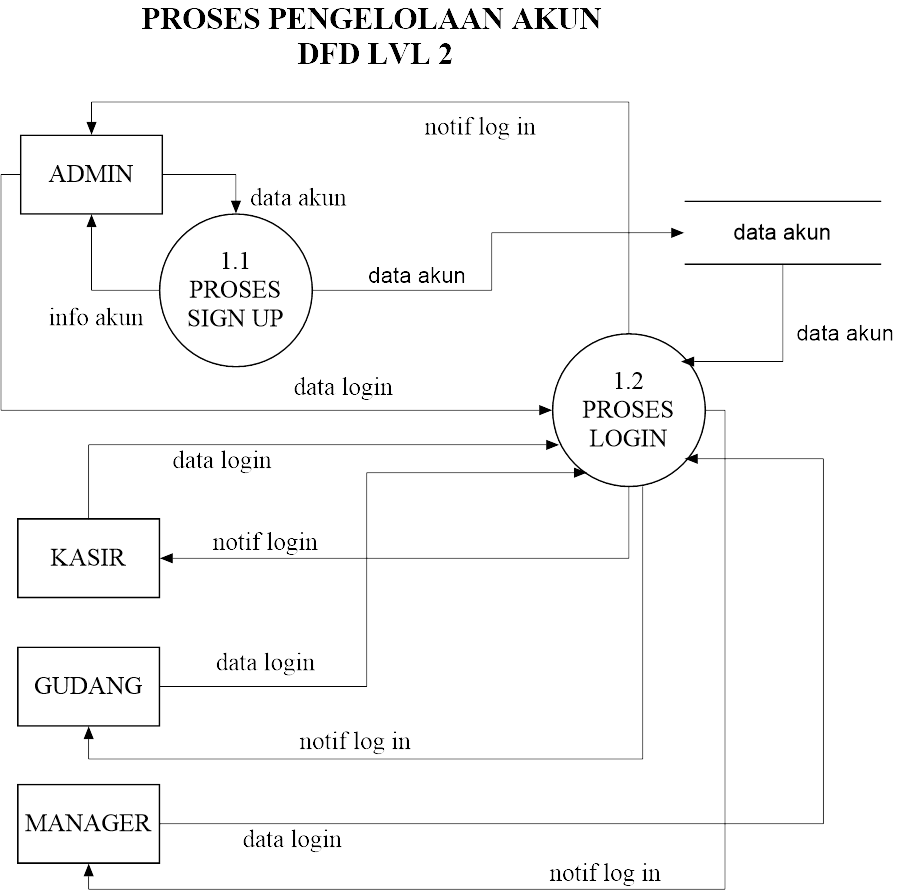 PROSES PENGELOLAAN AKUN
DFD LVL 2
notif log in
ADMIN
data akun
data akun
1.1
PROSES
SIGN UP
data akun
info akun
data akun
data login
1.2
PROSES
LOGIN
data login
notif login
KASIR
data login
GUDANG
notif log in
MANAGER
data login
notif log in